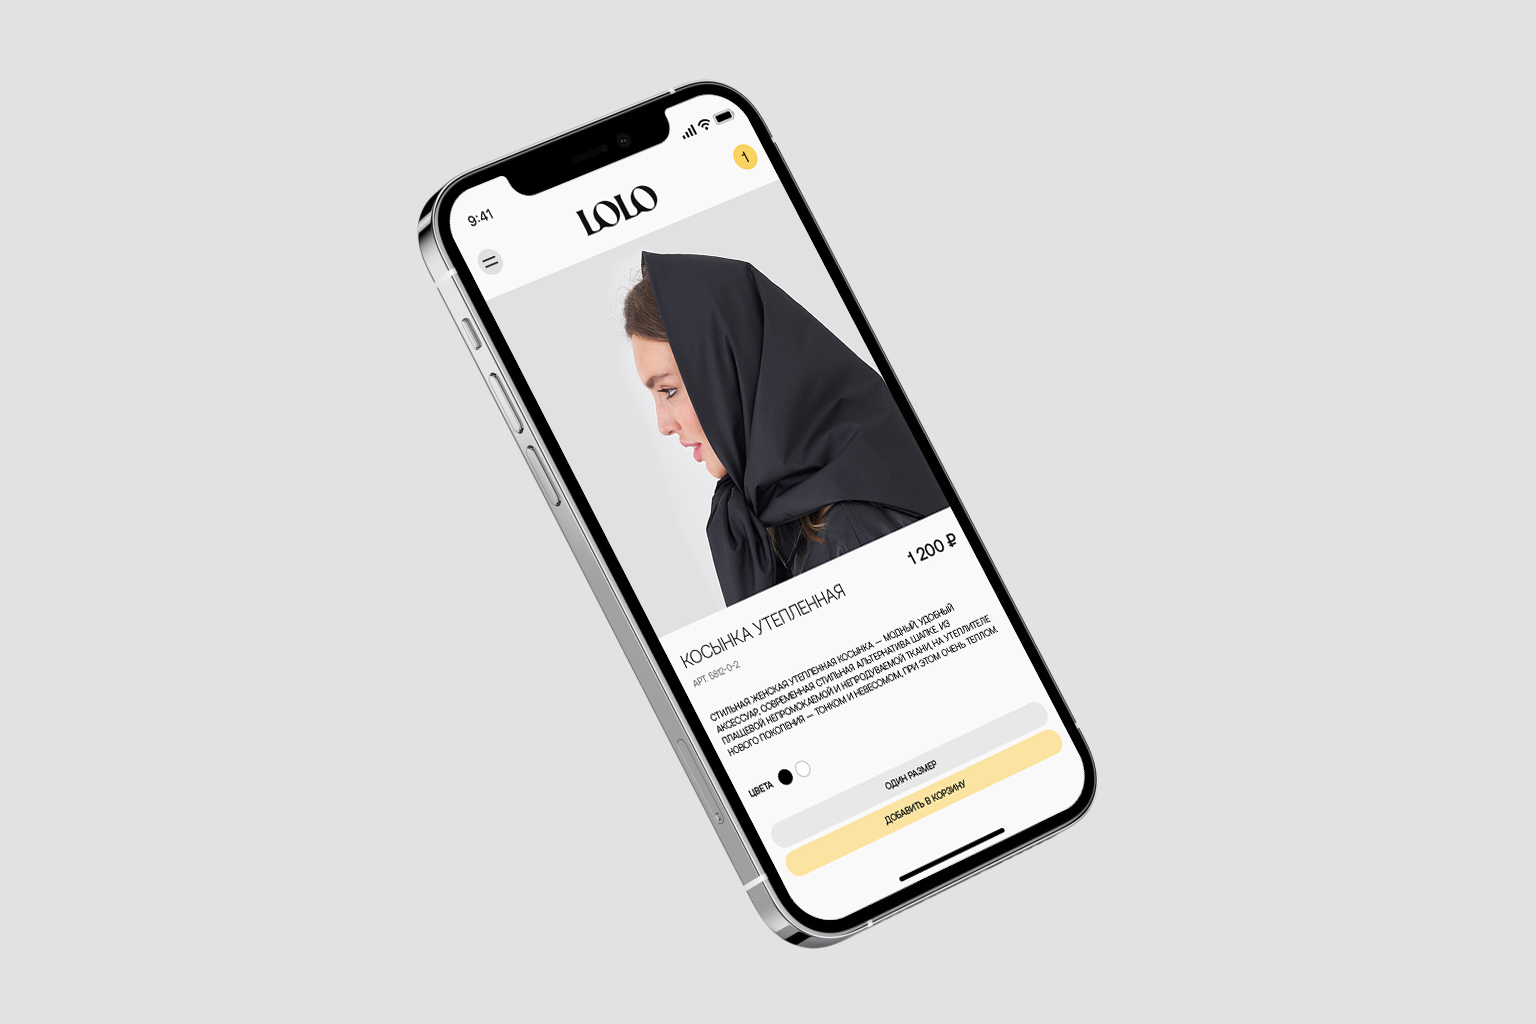 9:41
1
LOLO
1 200 ₽
КОСЫНКА УТЕПЛЕННАЯ
АРТ. 5812-0-2
СТИЛЬНАЯ ЖЕНСКАЯ УТЕПЛЕННАЯ КОСЫНКА — МОДНЫЙ, УДОБНЫЙ
АКСЕССУАР, СОВРЕМЕННАЯ СТИЛЬНАЯ АЛЬТЕРНАТИВА ШАПКЕ. ИЗ
ПЛАЩЕВОЙ НЕПРОМОКАЕМОЙ И НЕПРОДУВАЕМОЙ ТКАНИ, НА УТЕПЛИТЕЛЕ
НОВОГО ПОКОЛЕНИЯ — ТОНКОМ И НЕВЕСОМОМ, ПРИ ЭТОМ ОЧЕНЬ ТЕПЛОМ.
ЦВЕТА
ОДИН РАЗМЕР
ДОБАВИТЬ В КОРЗИНУ